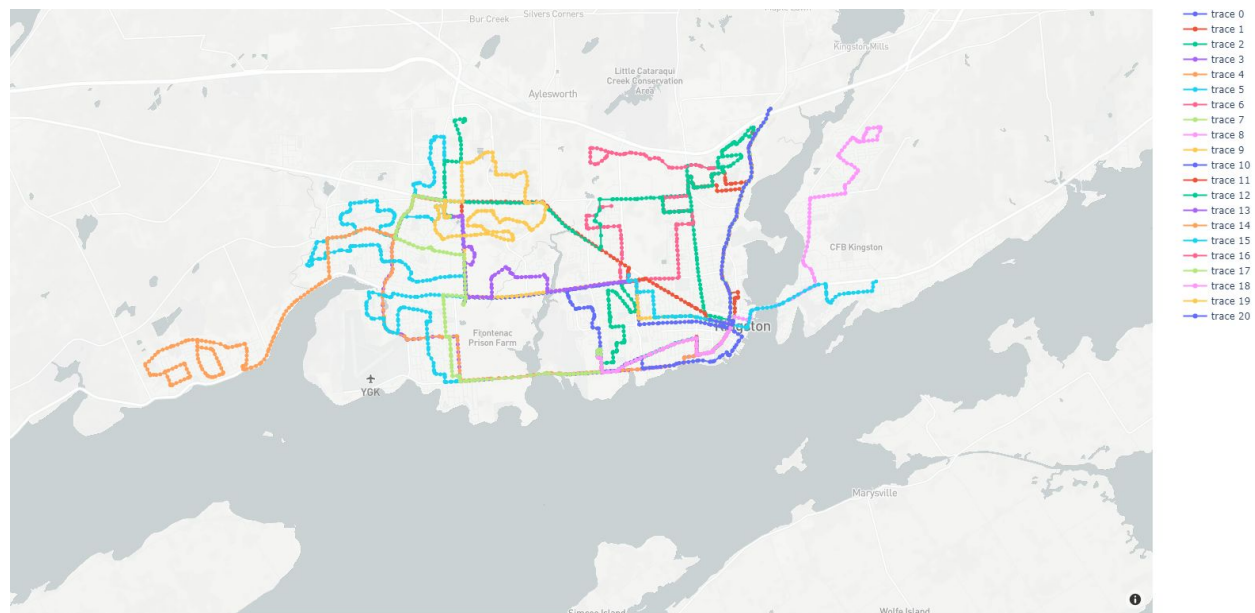 Bur Creek
Silvers Corners
Kingston Mills
Little Cataraqui
Creek Conservation
Area
Aylesworth
CFB Kingston
Frontenac
Prison Farm
Kingston
YGK
Marysville
Simcoe Island
Wolfe Island
trace 0
trace 1
trace 2
trace 3
trace 4
trace 5
trace 6
trace 7
trace 8
trace 9
trace 10
trace 11
trace 12
trace 13
trace 14
trace 15
trace 16
trace 17
trace 18
trace 19
trace 20